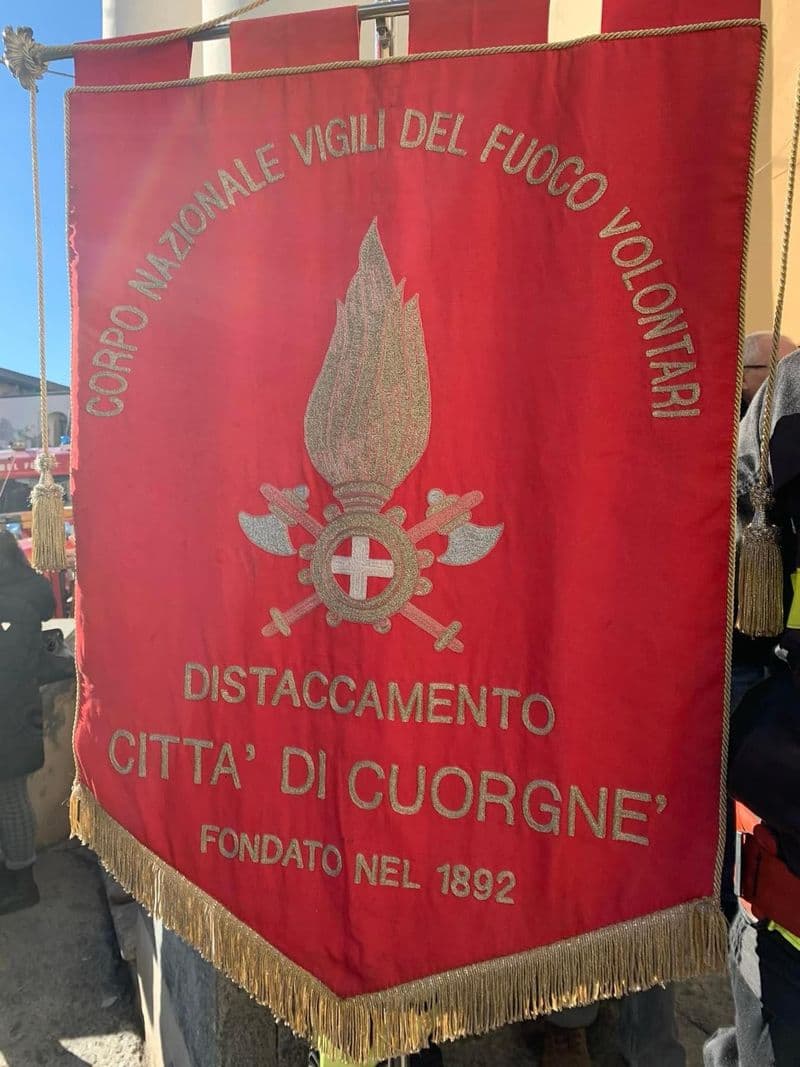 CORPO NAZIONALE VIGILI DEL FUOCO VOLONTARI
DISTACCAMENTO
CITTA' DI CUORGNE'
FONDATO NEL 1892